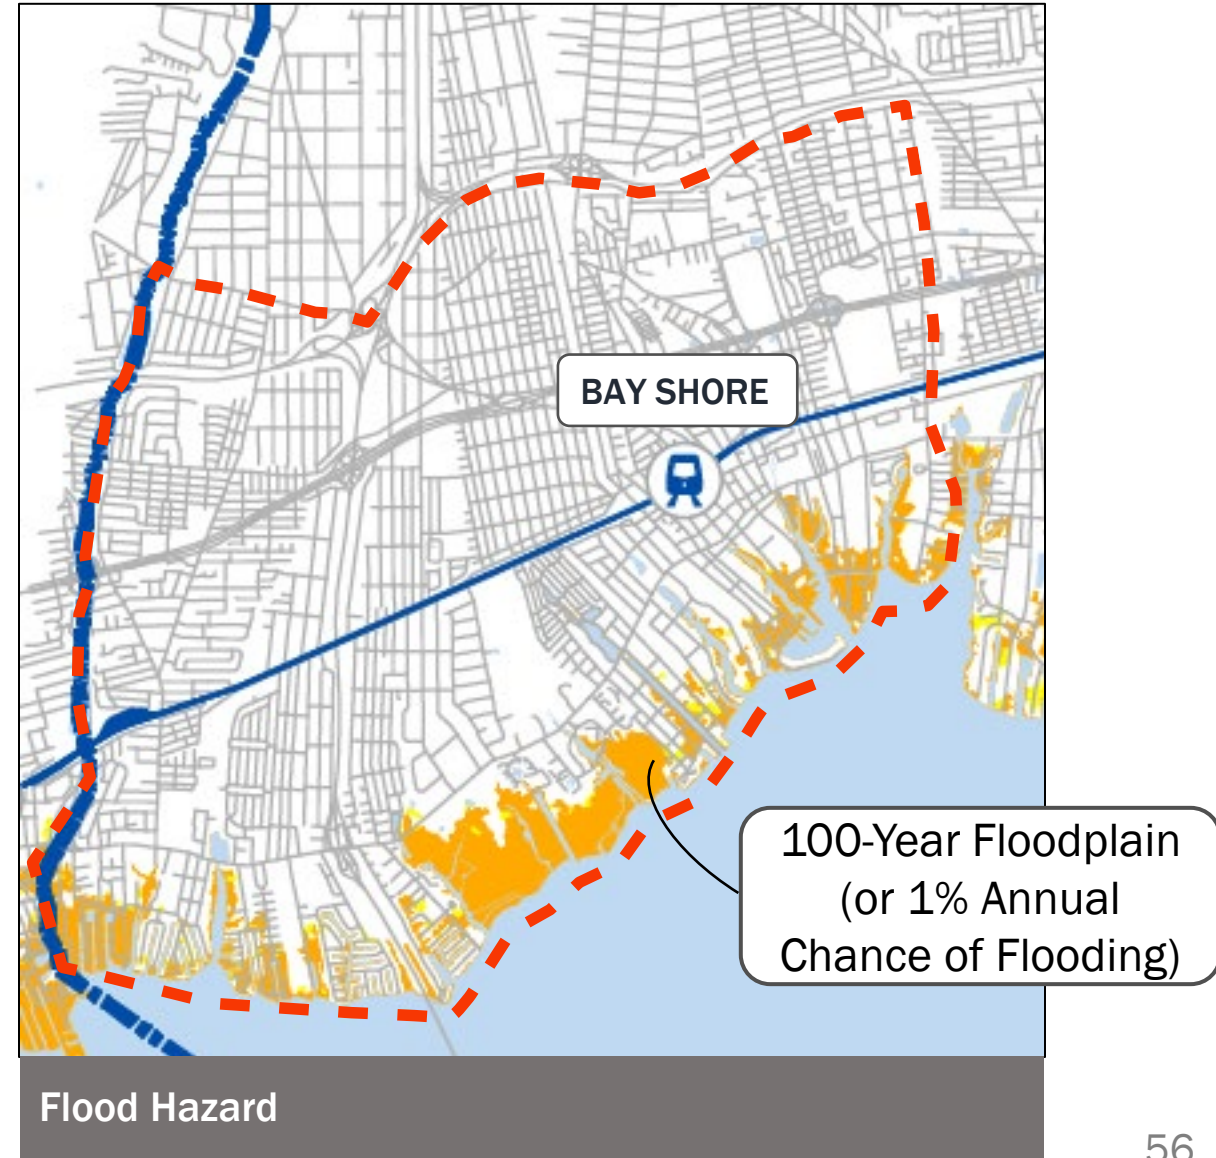 BAY SHORE
100-Year Floodplain
(or 1% Annual
Chance of Flooding)
Flood Hazard
56